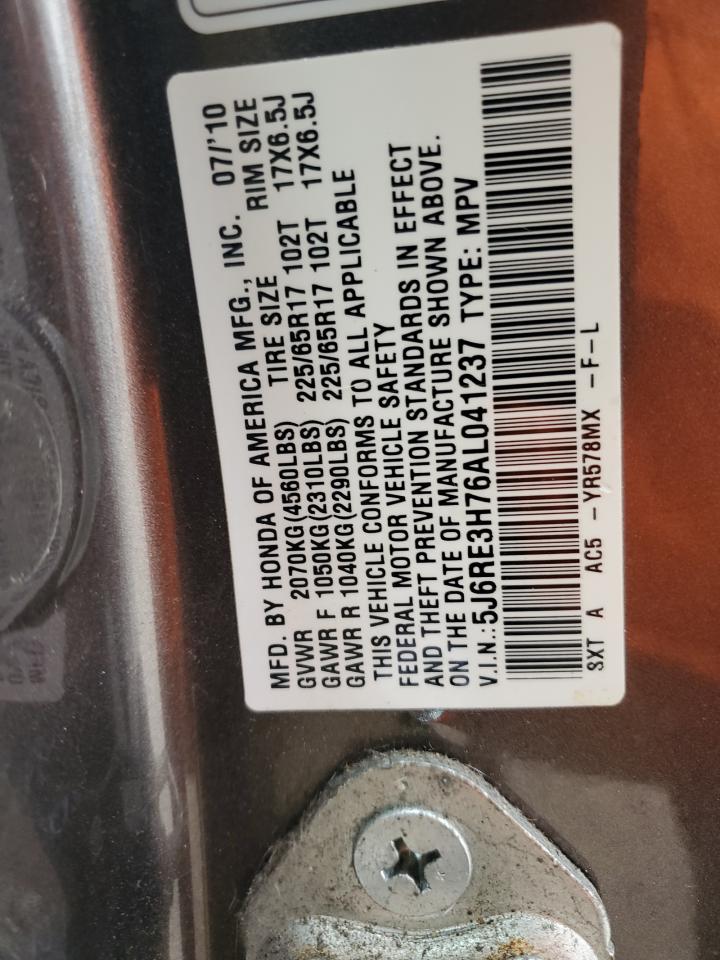 MFD. BY HONDA OF AMERICA MFG., INC. 07/'10
GVWR 2070KG(4560LBS) TIRE SIZE RIM SIZE
GAWR F 1050KG(2310LBS) 225/65R17 102T 17X6.5J
GAWR R 1040KG(2290LBS) 225/65R17 102T 17X6.5J
THIS VEHICLE CONFORMS TO ALL APPLICABLE
FEDERAL MOTOR VEHICLE SAFETY
AND THEFT PREVENTION STANDARDS IN EFFECT
ON THE DATE OF MANUFACTURE SHOWN ABOVE.
V.I.N.:5J6RE3H76AL041237 TYPE: MPV
SXT A AC5 -YR578MX -F-L